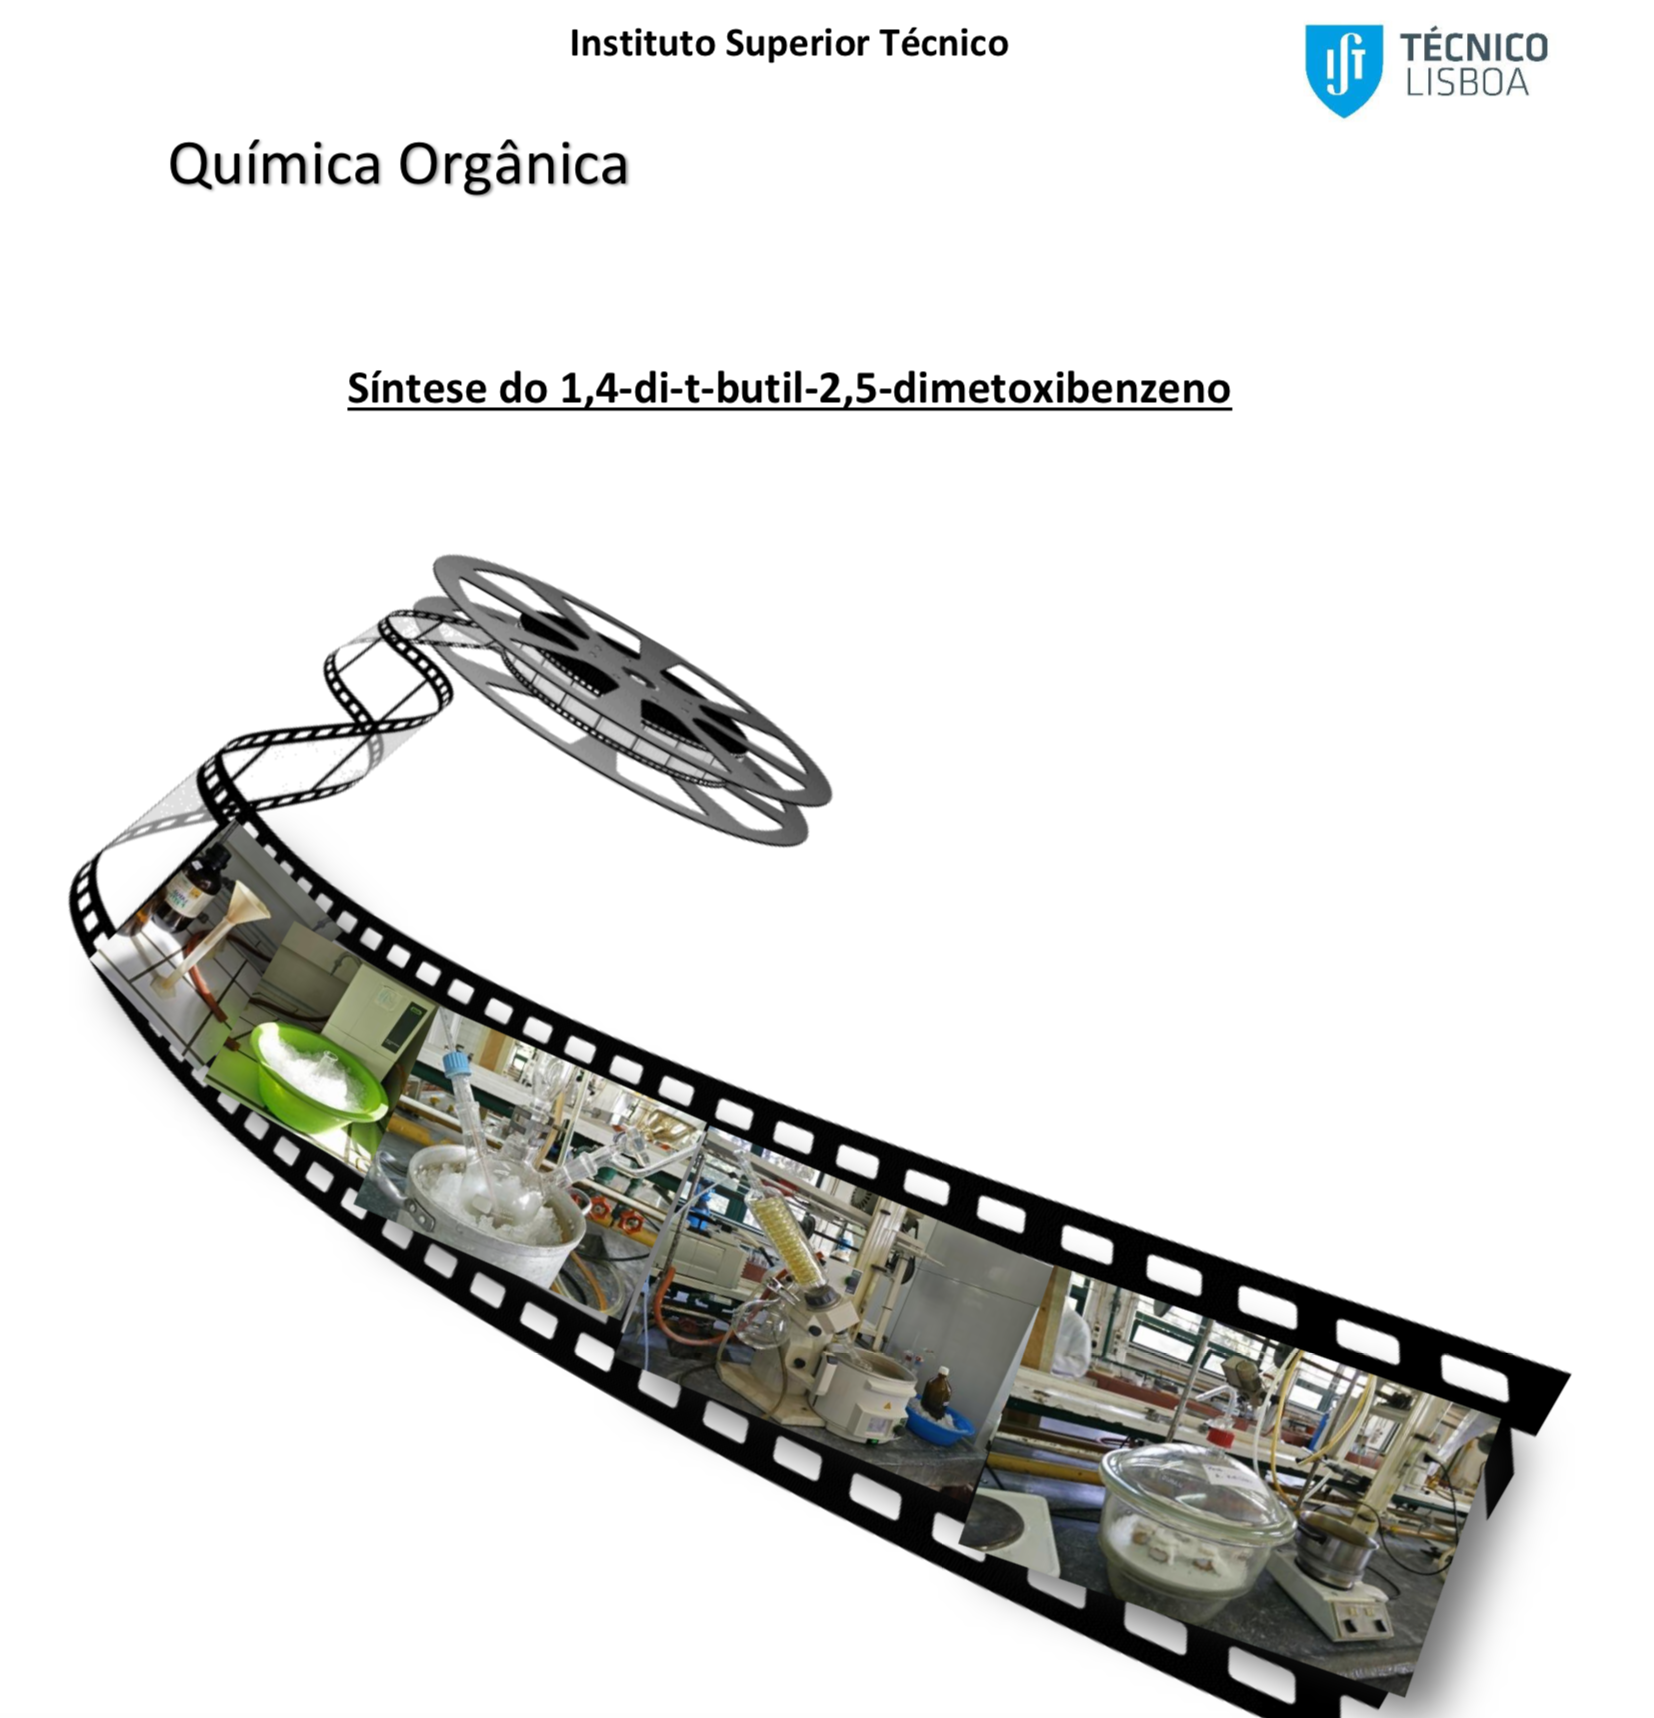 Instituto Superior Técnico
TÉCNICO
LISBOA
Química Orgânica
Síntese do 1,4-di-t-butil-2,5-dimetoxibenzeno